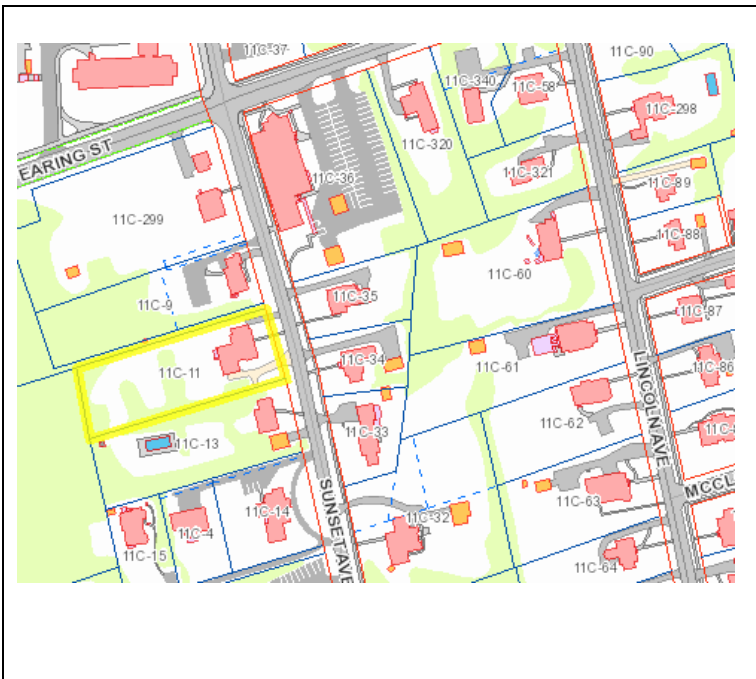 11C-37
11C-90
11C-340
11C-58
11C-298
11C-320
EARING ST
11C-36
11C-321
11C-89
11C-299
11C-88
11C-60
11C-9
11C-35
11C-87
11C-34
11C-61
11C-11
LINCOLN AVE
11C-86
11C-62
11C-13
11C-33
SUNSET AVE
11C-63
MCCL
11C-14
11C-32
11C-4
11C-15
11C-64